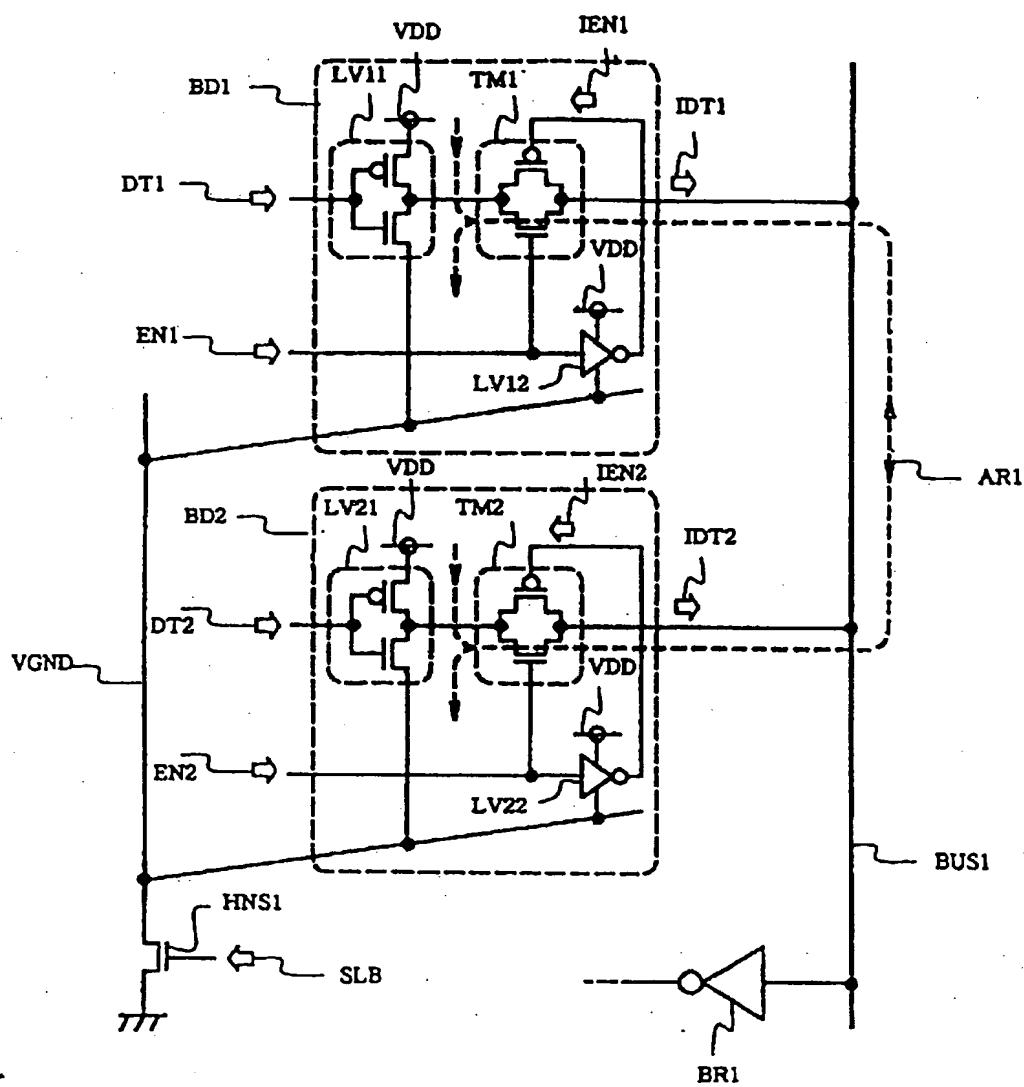 IEN1
VDD
LV11
TM1
BD1
IDT1
DT1
VDD
EN1
LV12
AR1
VDD
IEN2
LV21
TM2
BD2
IDT2
DT2
VGND
VDD
EN2
LV22
BUS1
HNS1
SLB
BR1